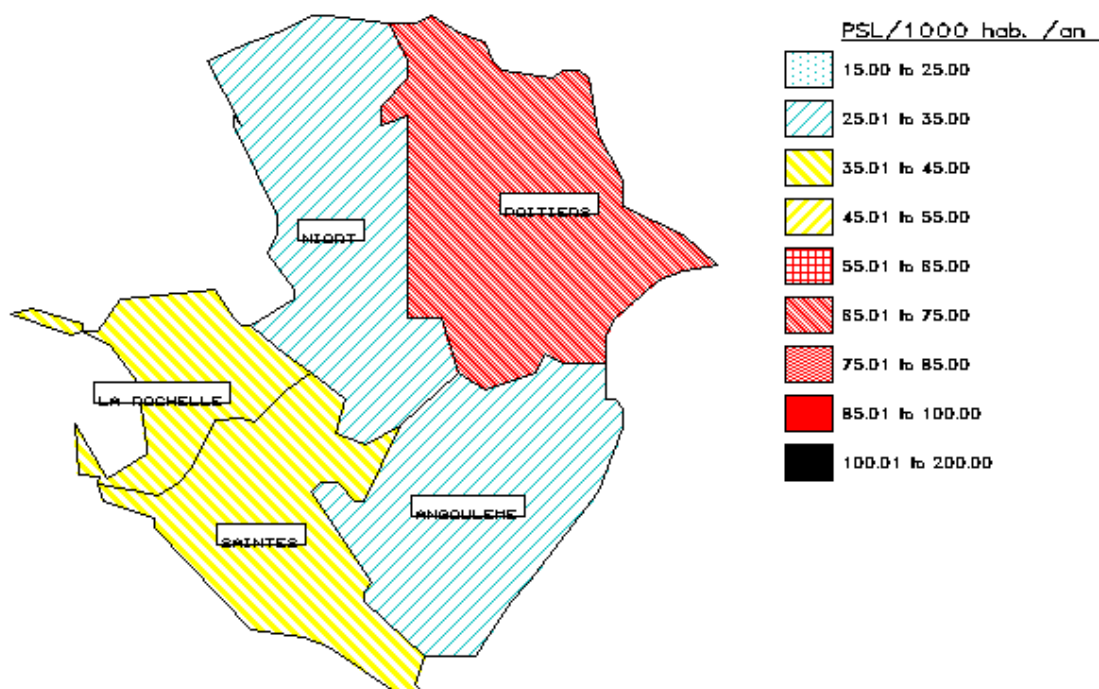 PSL/1000 hab. /an
15.00 to 25.00
25.01 to 35.00
35.01 to 45.00
45.01 to 55.00
55.01 to 65.00
65.01 to 75.00
75.01 to 85.00
85.01 to 100.00
100.01 to 200.00
POITIERS
NIORT
LA ROCHELLE
ANGOULEME
SAINTES